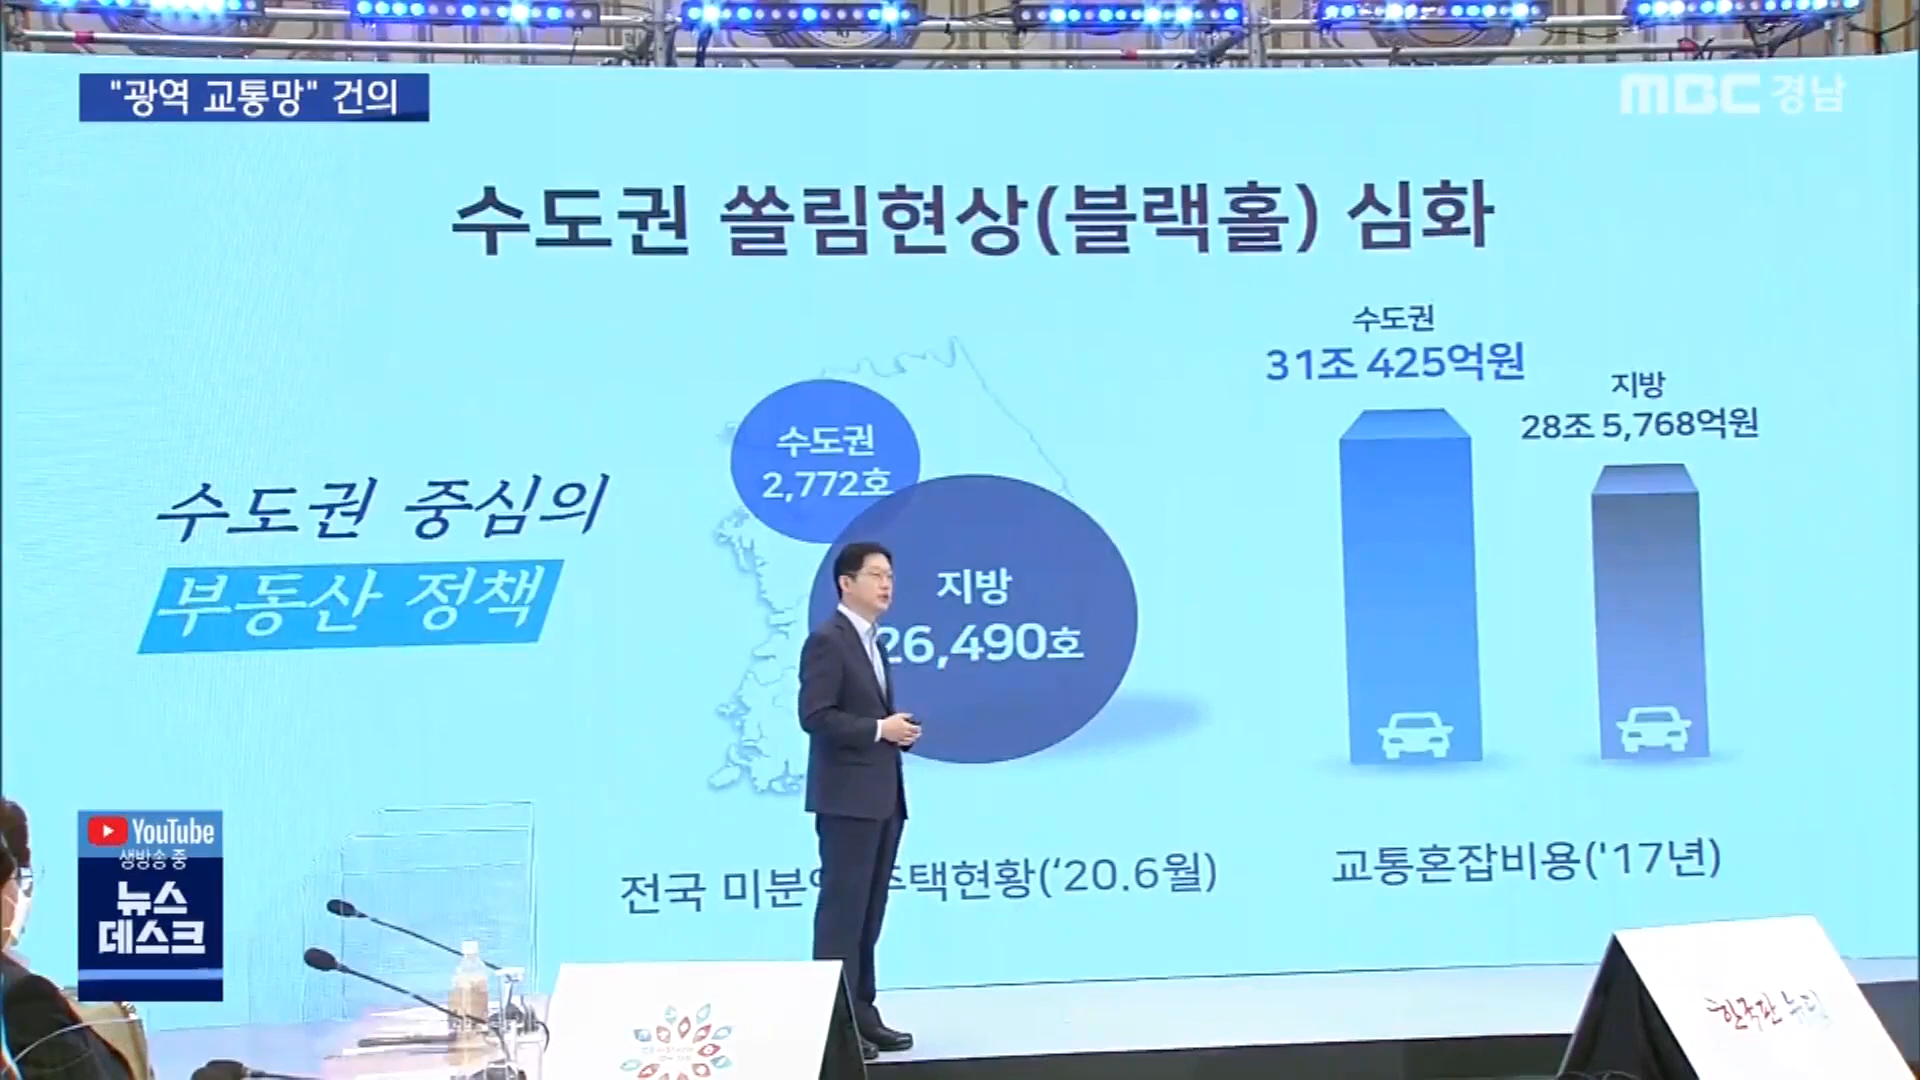 "광역 교통망" 건의
MBC 경남
수도권 쏠림현상(블랙홀) 심화
수도권
31조 425억원
지방
28조 5,768억원
수도권
2,772호
수도권 중심의
부동산 정책
지방
26,490호
전국 미분 택현황('20.6월)
교통혼잡비용('17년)
YouTube
생방송 중
뉴스
데스크
한국판 뉴딜